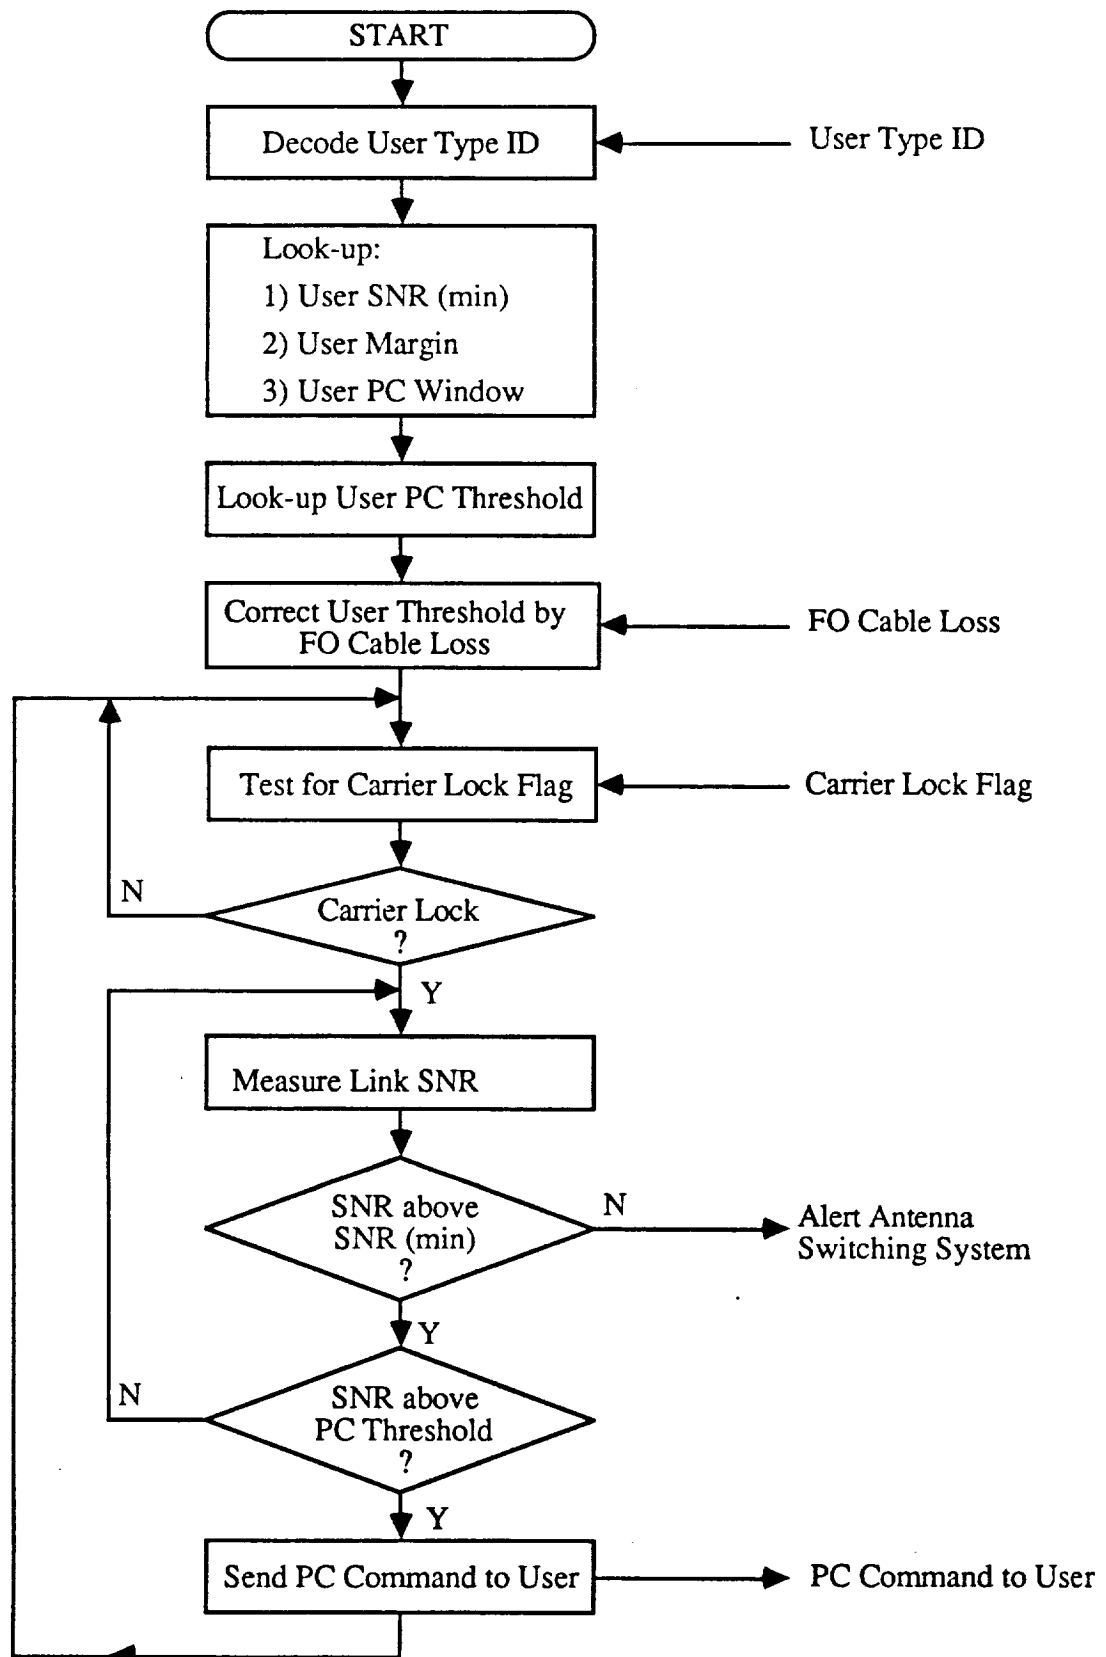 START
Decode User Type ID
User Type ID
Look-up:
1) User SNR (min)
2) User Margin
3) User PC Window
Look-up User PC Threshold
Correct User Threshold by
FO Cable Loss
FO Cable Loss
Test for Carrier Lock Flag
Carrier Lock Flag
N
Carrier Lock
?
Y
Measure Link SNR
SNR above
SNR (min)
?
N
Alert Antenna
Switching System
Y
N
SNR above
PC Threshold
?
Y
Send PC Command to User
PC Command to User